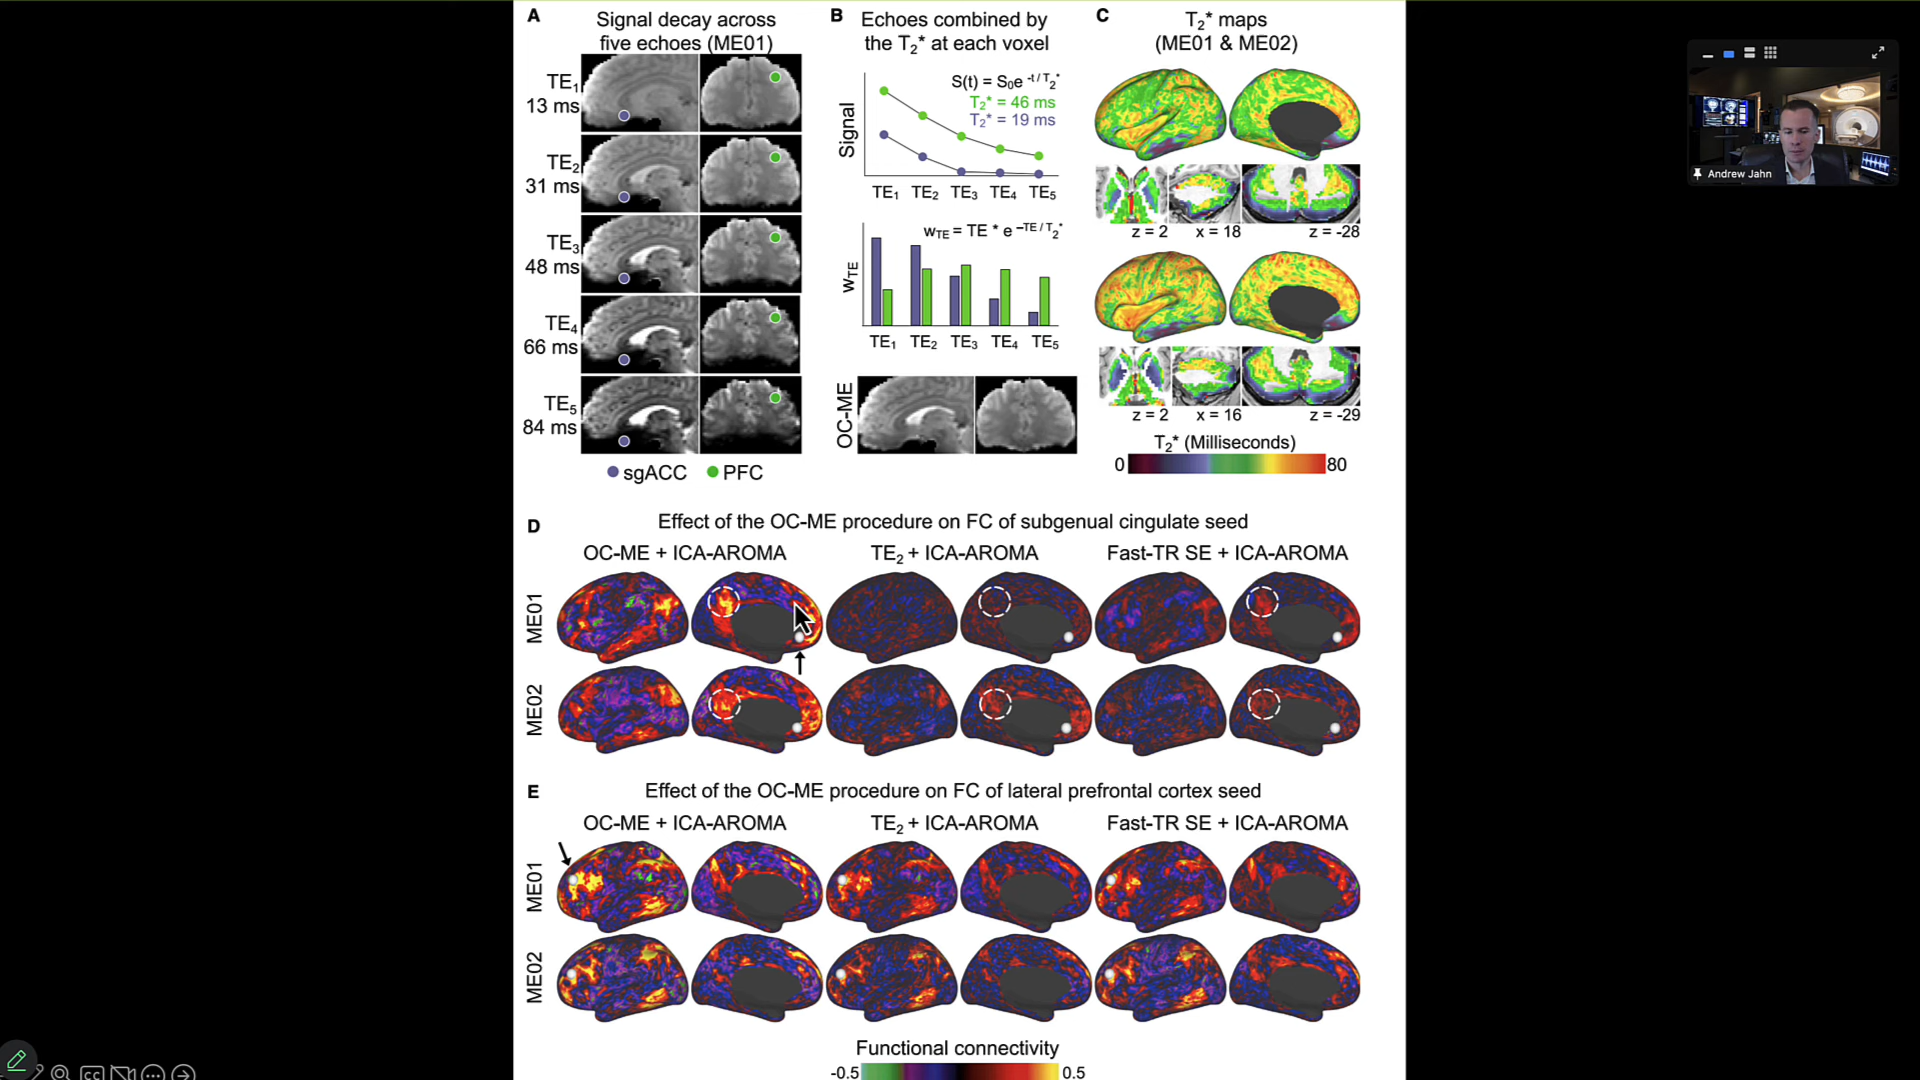 A
Signal decay across
five echoes (ME01)
TE1
13 ms
TE2
31 ms
TE3
48 ms
TE4
66 ms
TE5
84 ms
sgACC
PFC
B
Echoes combined by
the T2* at each voxel
Signal
S(t) = S0e -t / T2*
T2* = 46 ms
T2* = 19 ms
TE1 TE2 TE3 TE4 TE5
wTE
wTE = TE * e -TE / T2*
TE1 TE2 TE3 TE4 TE5
OC-ME
C
T2* maps
(ME01 & ME02)
z = 2
x = 18
z = -28
z = 2
x = 16
z = -29
T2* (Milliseconds)
0
80
Andrew Jahn
D
Effect of the OC-ME procedure on FC of subgenual cingulate seed
OC-ME + ICA-AROMA
TE2 + ICA-AROMA
Fast-TR SE + ICA-AROMA
ME01
ME02
E
Effect of the OC-ME procedure on FC of lateral prefrontal cortex seed
OC-ME + ICA-AROMA
TE2 + ICA-AROMA
Fast-TR SE + ICA-AROMA
ME01
ME02
Functional connectivity
-0.5
0.5
CC